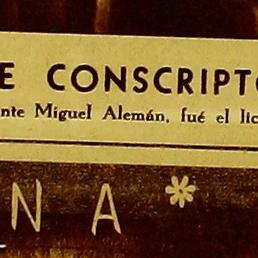 E CONSCRIPTO
nte Miguel Alemán, fué el lic
N A *